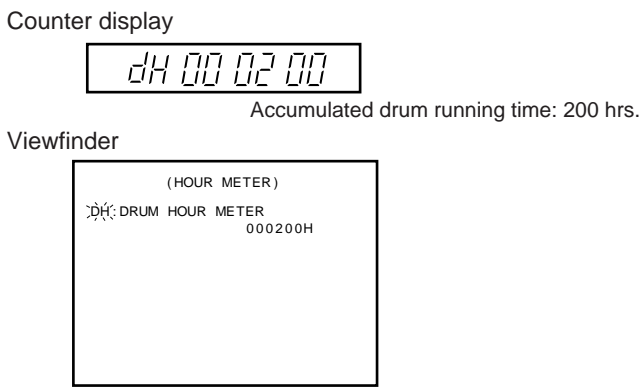 Counter display
dH 00 02 00
Accumulated drum running time: 200 hrs.
Viewfinder
(HOUR METER)
DH:DRUM HOUR METER
000200H